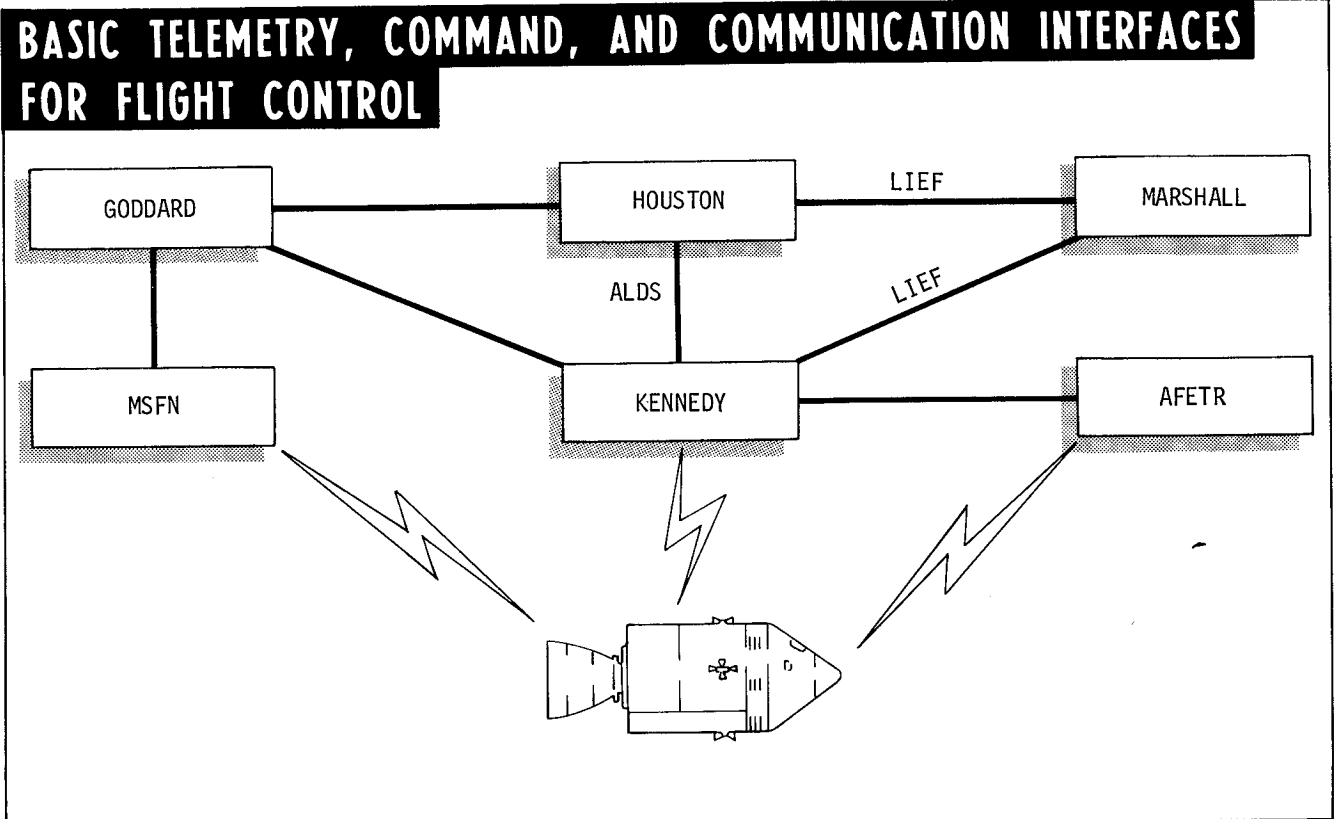 BASIC TELEMETRY, COMMAND, AND COMMUNICATION INTERFACES
FOR FLIGHT CONTROL
GODDARD
HOUSTON
LIEF
MARSHALL
ALDS
LIEF
MSFN
KENNEDY
AFETR